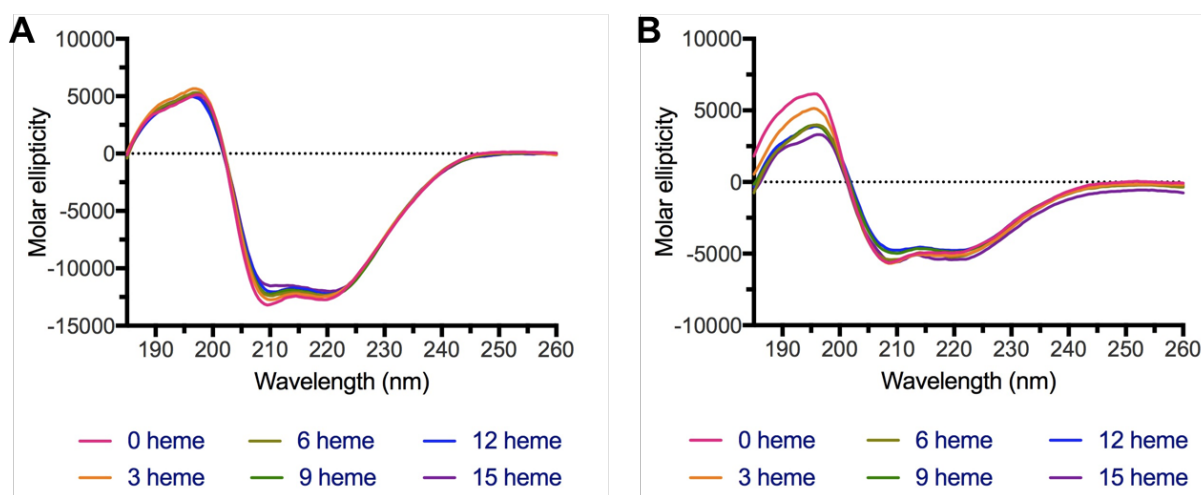 A
10000
5000
0
-5000
-10000
-15000
Molar ellipticity
190 200 210 220 230 240 250 260
Wavelength (nm)
0 heme 6 heme 12 heme
3 heme 9 heme 15 heme
B
10000
5000
0
-5000
-10000
Molar ellipticity
190 200 210 220 230 240 250 260
Wavelength (nm)
0 heme 6 heme 12 heme
3 heme 9 heme 15 heme